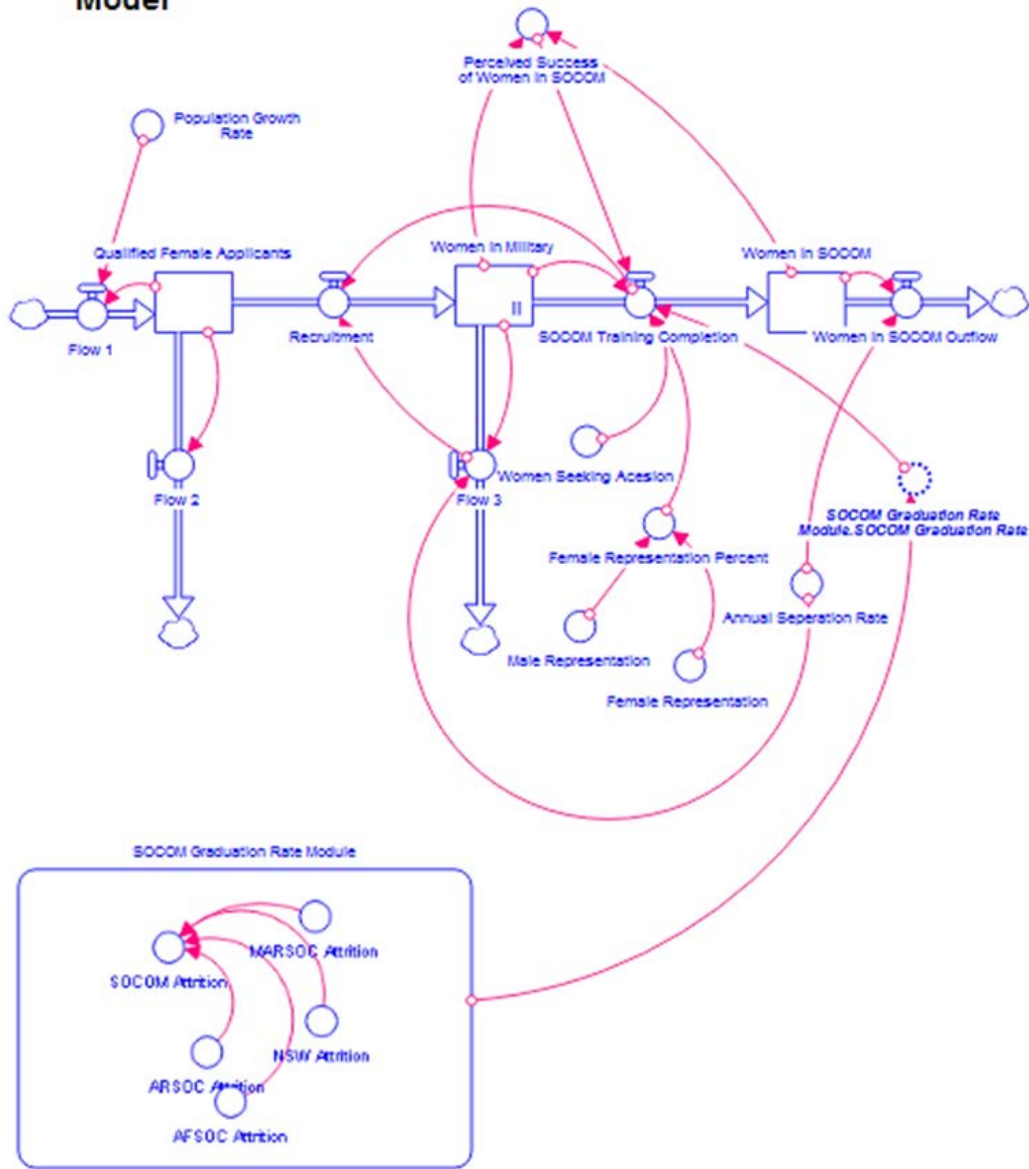 Model
Perceived Success
of Women in SOCOM
Population Growth
Rate
Qualified Female Applicants
Women in Military
Women in SOCOM
Flow 1
Recruitment
SOCOM Training Completion
Women in SOCOM Outflow
Women Seeking Acesion
Flow 2
Flow 3
SOCOM Graduation Rate
Module.SOCOM Graduation Rate
Female Representation Percent
Annual Seperation Rate
Male Representation
Female Representation
SOCOM Graduation Rate Module
MARSOC Attrition
SOCOM Attrition
NSW Attrition
ARSOC Attrition
AFSOC Attrition